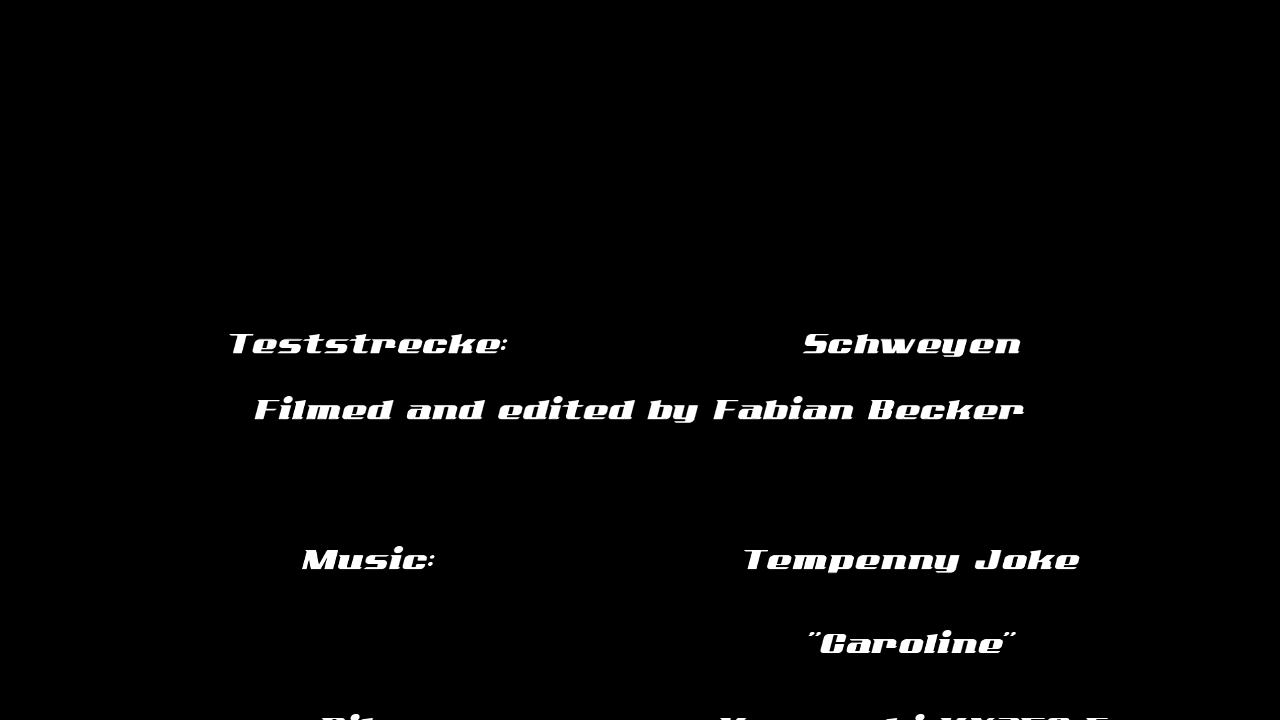 Teststrecke: Schweyen
Filmed and edited by Fabian Becker
Music: Tempenny Joke
"Caroline"